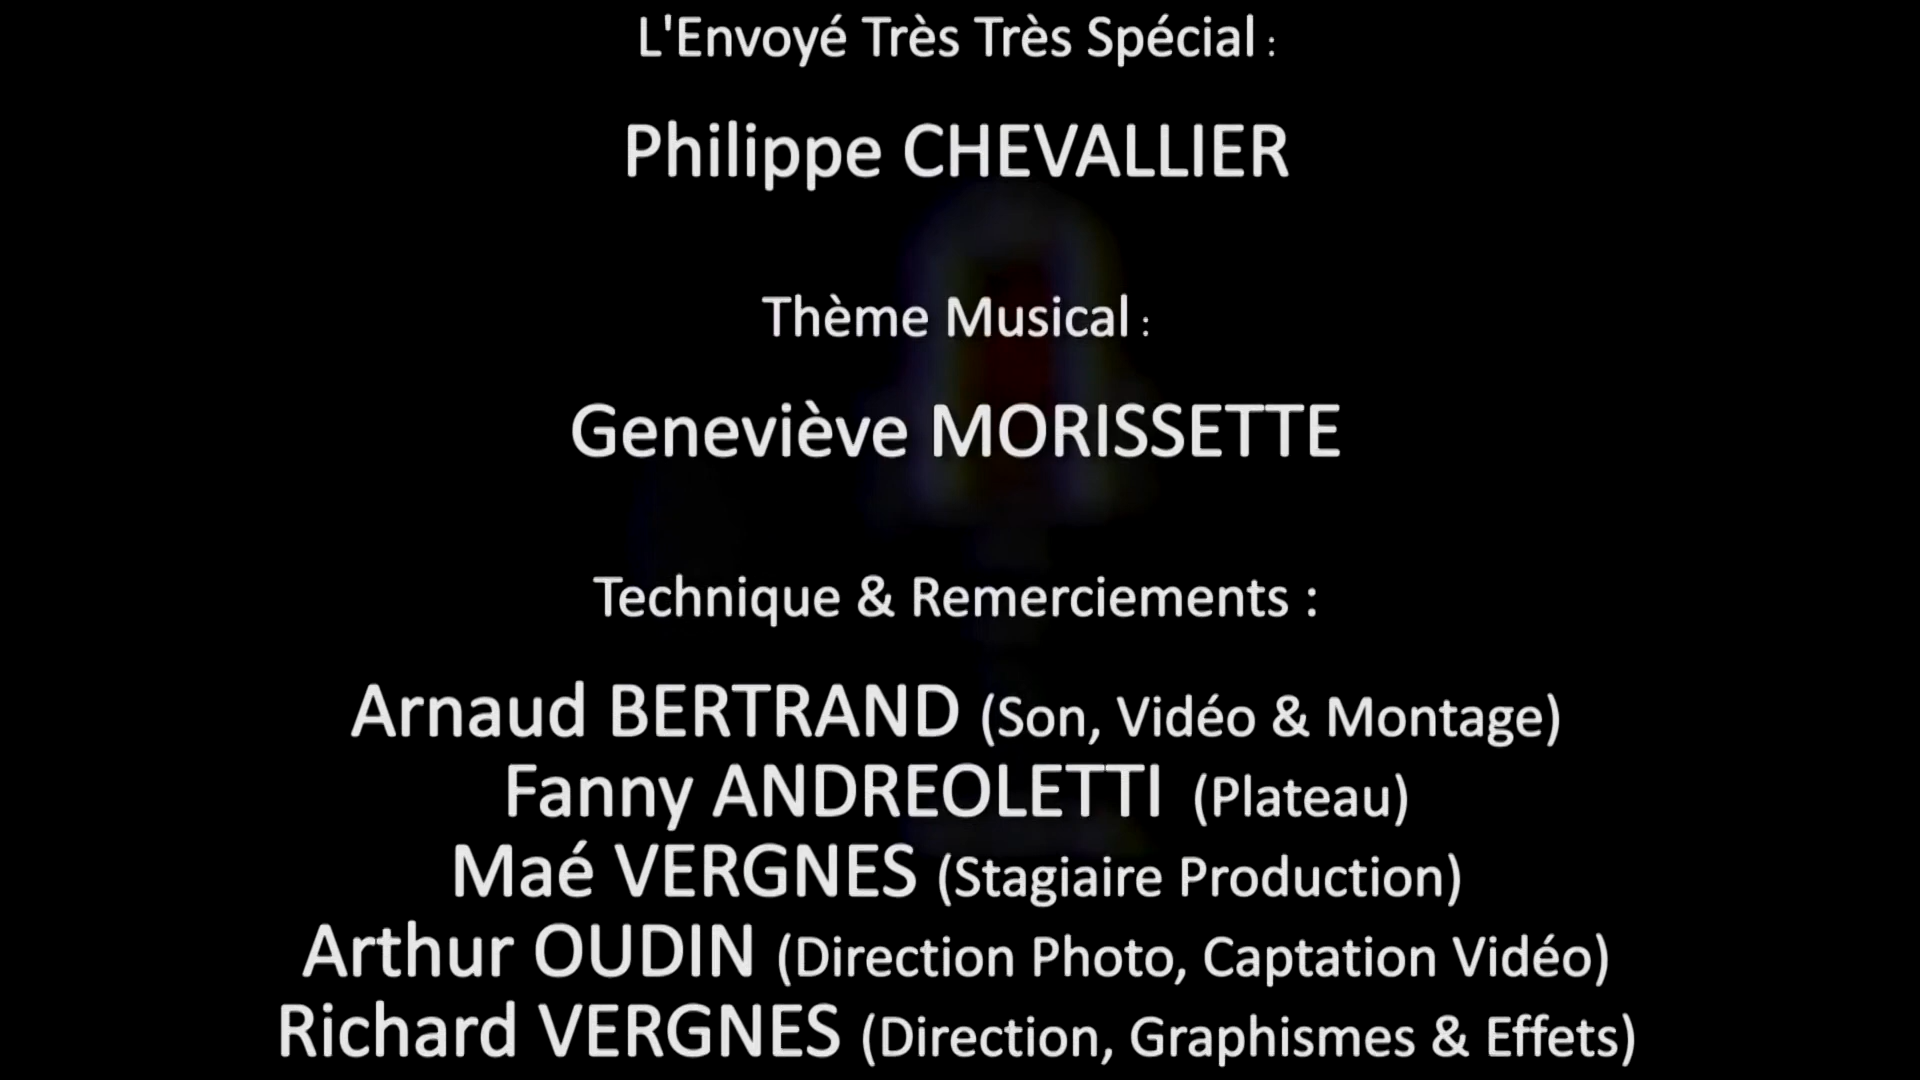 L'Envoyé Très Très Spécial :
Philippe CHEVALLIER
Thème Musical :
Geneviève MORISSETTE
Technique & Remerciements :
Arnaud BERTRAND (Son, Vidéo & Montage)
Fanny ANDREOLETTI (Plateau)
Maé VERGNES (Stagiaire Production)
Arthur OUDIN (Direction Photo, Captation Vidéo)
Richard VERGNES (Direction, Graphismes & Effets)